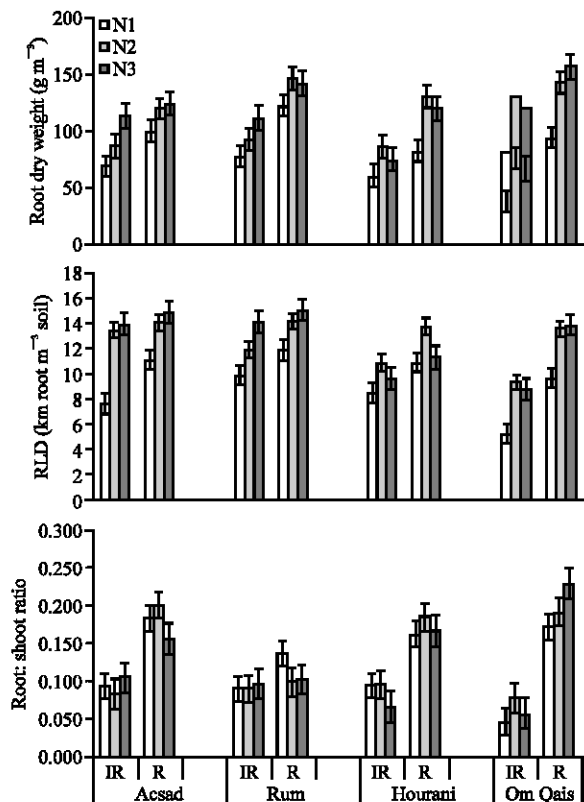 200
150
100
50
0
Root dry weight (g m⁻³)
N1
N2
N3
18
16
14
12
10
8
6
4
2
0
RLD (km root m⁻³ soil)
0.300
0.250
0.200
0.150
0.100
0.050
0.000
Root: shoot ratio
IR R IR R IR R IR R
Acsad Rum Hourani Om Qais